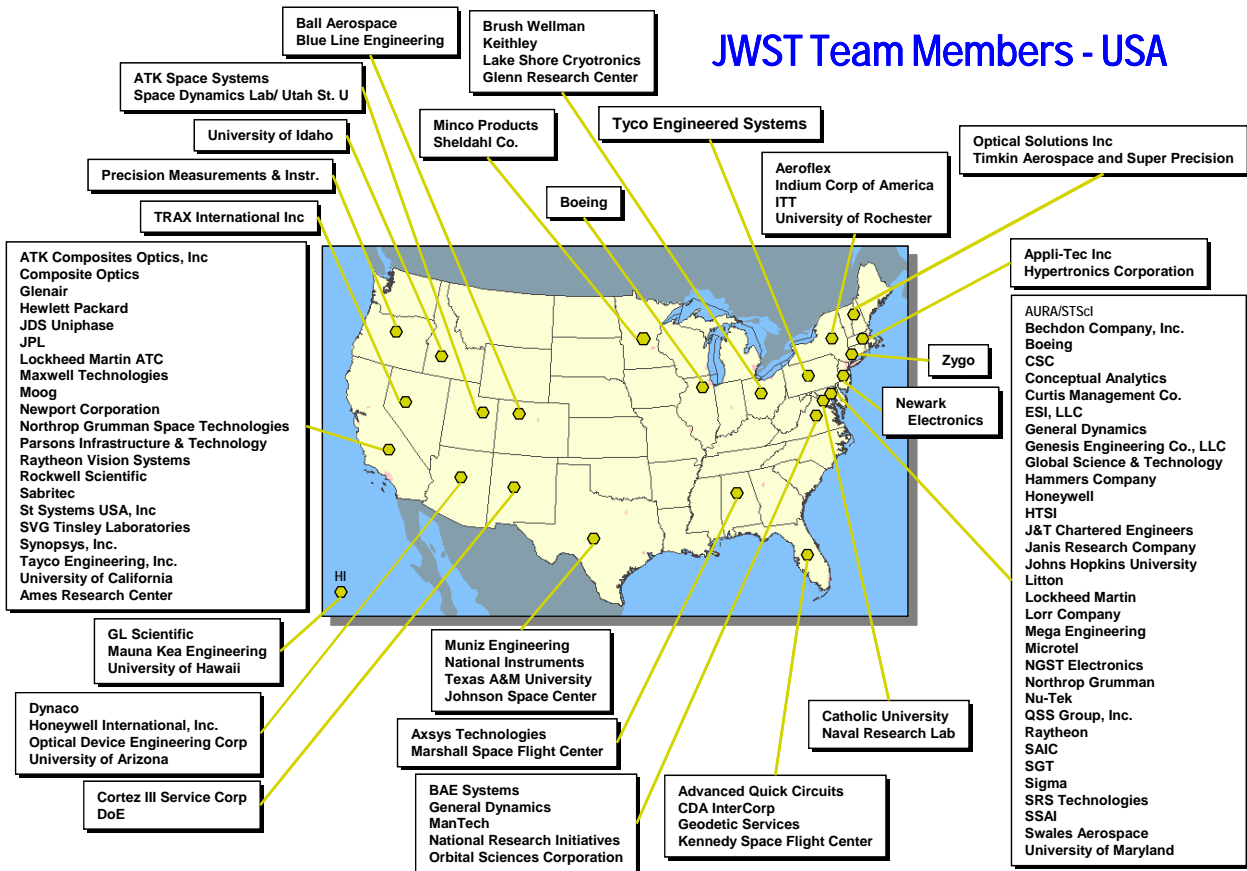 JWST Team Members - USA
Ball Aerospace
Blue Line Engineering
Brush Wellman
Keithley
Lake Shore Cryotronics
Glenn Research Center
ATK Space Systems
Space Dynamics Lab/ Utah St. U
Minco Products
Sheldahl Co.
Tyco Engineered Systems
University of Idaho
Optical Solutions Inc
Timkin Aerospace and Super Precision
Precision Measurements & Instr.
Aeroflex
Indium Corp of America
ITT
University of Rochester
Boeing
TRAX International Inc
ATK Composites Optics, Inc
Composite Optics
Glenair
Hewlett Packard
JDS Uniphase
JPL
Lockheed Martin ATC
Maxwell Technologies
Moog
Newport Corporation
Northrop Grumman Space Technologies
Parsons Infrastructure & Technology
Raytheon Vision Systems
Rockwell Scientific
Sabritec
St Systems USA, Inc
SVG Tinsley Laboratories
Synopsys, Inc.
Tayco Engineering, Inc.
University of California
Ames Research Center
Appli-Tec Inc
Hypertronics Corporation
Zygo
Newark
Electronics
AURA/STScI
Bechdon Company, Inc.
Boeing
CSC
Conceptual Analytics
Curtis Management Co.
ESI, LLC
General Dynamics
Genesis Engineering Co., LLC
Global Science & Technology
Hammers Company
Honeywell
HTSI
J&T Chartered Engineers
Janis Research Company
Johns Hopkins University
Litton
Lockheed Martin
Lorr Company
Mega Engineering
Microtel
NGST Electronics
Northrop Grumman
Nu-Tek
QSS Group, Inc.
Raytheon
SAIC
SGT
Sigma
SRS Technologies
SSAI
Swales Aerospace
University of Maryland
HI
GL Scientific
Mauna Kea Engineering
University of Hawaii
Muniz Engineering
National Instruments
Texas A&M University
Johnson Space Center
Dynaco
Honeywell International, Inc.
Optical Device Engineering Corp
University of Arizona
Catholic University
Naval Research Lab
Axsys Technologies
Marshall Space Flight Center
Cortez III Service Corp
DoE
BAE Systems
General Dynamics
ManTech
National Research Initiatives
Orbital Sciences Corporation
Advanced Quick Circuits
CDA InterCorp
Geodetic Services
Kennedy Space Flight Center